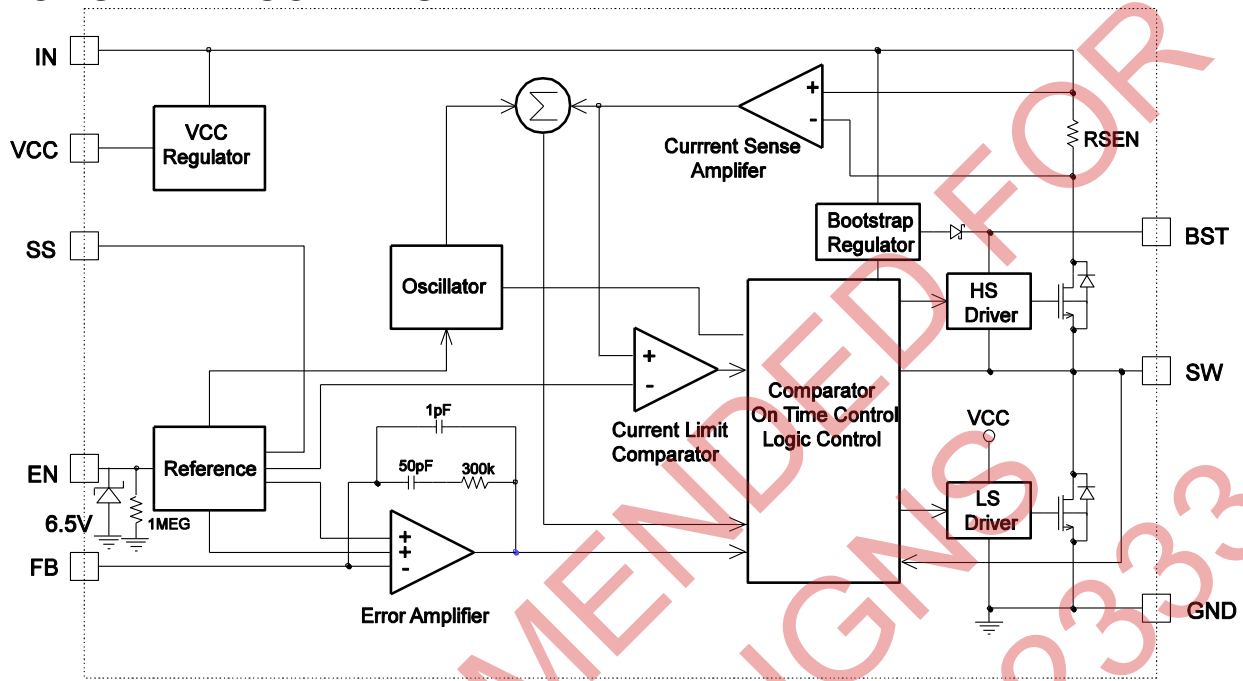 IN
VCC
SS
EN
FB
VCC
Regulator
Σ
+
-
Currrent Sense
Amplifer
RSEN
Bootstrap
Regulator
BST
Oscillator
HS
Driver
SW
+
-
Current Limit
Comparator
Comparator
On Time Control
Logic Control
VCC
LS
Driver
GND
Reference
6.5V
1MEG
1pF
50pF
300k
+
+
-
Error Amplifier
MENDED FOR
IGNS
2333